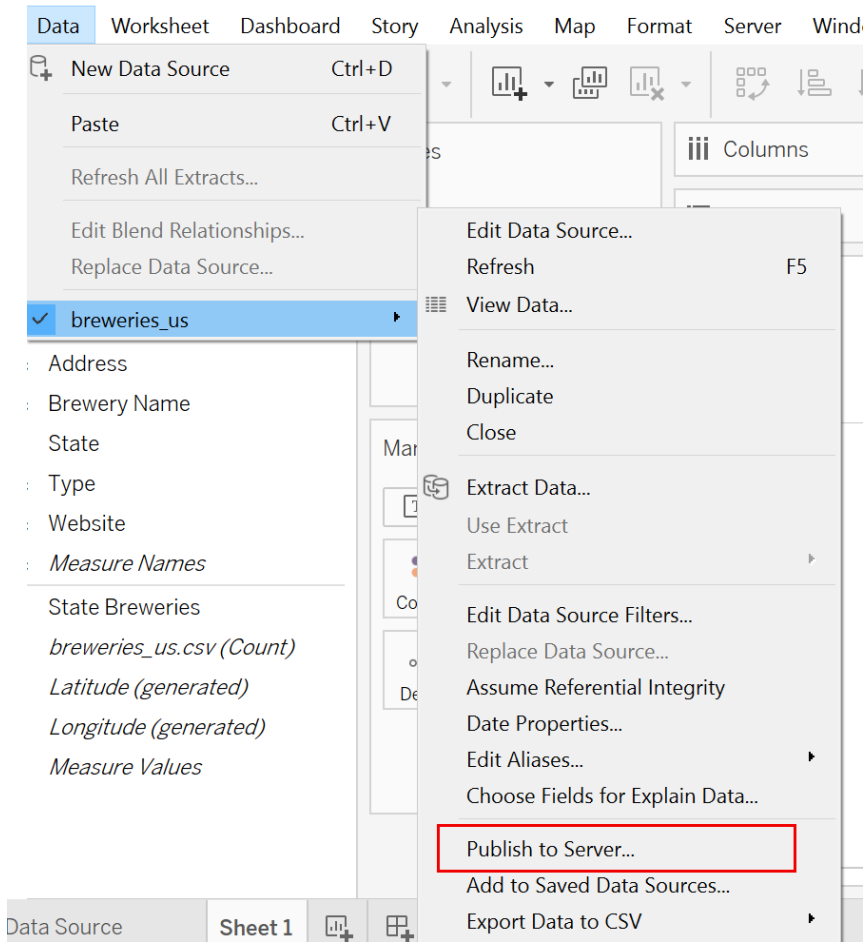 Data Worksheet Dashboard Story Analysis Map Format Server
New Data Source Ctrl+D
Paste Ctrl+V
Refresh All Extracts...
Edit Blend Relationships...
Replace Data Source...
breweries_us
Columns
Address
Brewery Name
State
Type
Website
Measure Names
State Breweries
breweries_us.csv (Count)
Latitude (generated)
Longitude (generated)
Measure Values
Edit Data Source...
Refresh F5
View Data...
Rename...
Duplicate
Close
Extract Data...
Use Extract
Extract
Edit Data Source Filters...
Replace Data Source...
Assume Referential Integrity
Date Properties...
Edit Aliases...
Choose Fields for Explain Data...
Publish to Server...
Add to Saved Data Sources...
Export Data to CSV
Data Source Sheet 1